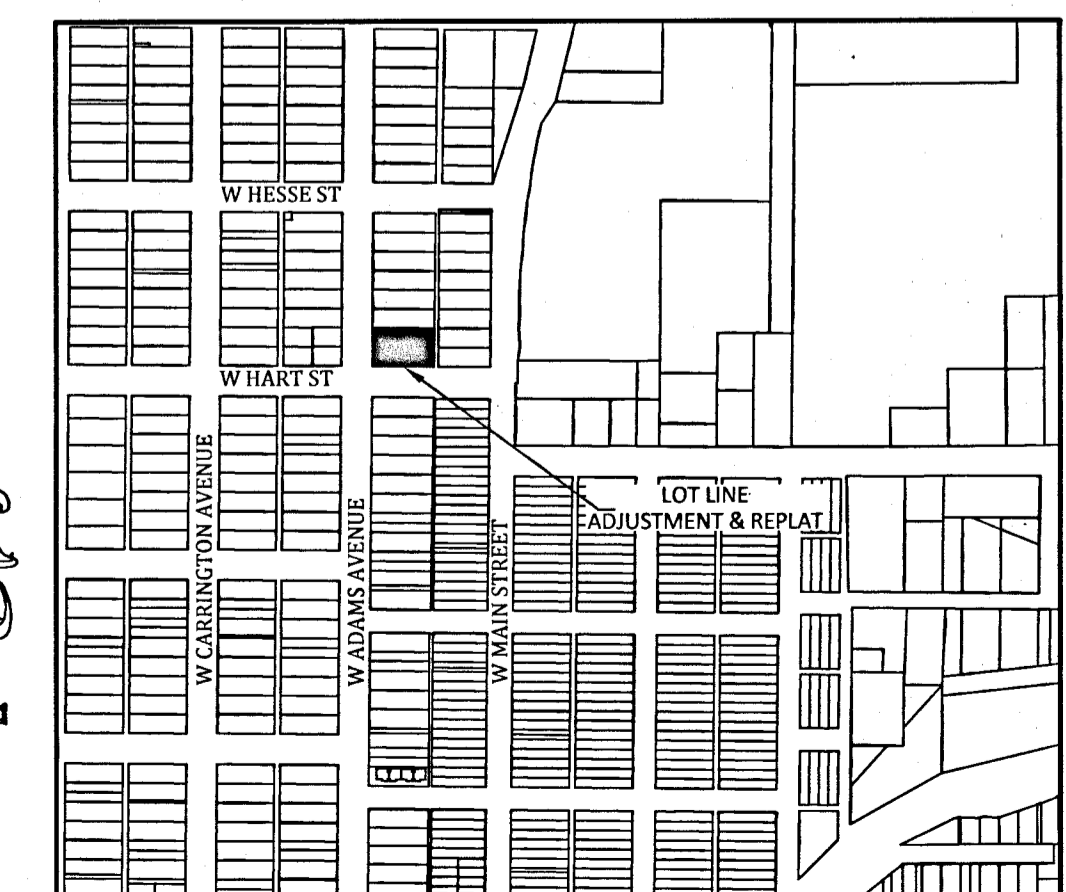 W HESSE ST
W HART ST
W CARRINGTON AVENUE
W ADAMS AVENUE
W MAIN STREET
LOT LINE
ADJUSTMENT & REPLAT